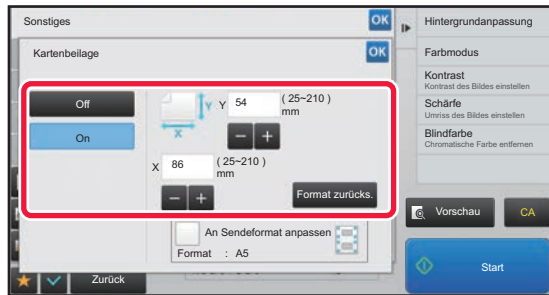 Sonstiges
OK
Kartenbeilage
OK
Off
On
Y
Y 54 ( 25~210 )
mm
X
X 86 ( 25~210 )
mm
Format zurücks.
An Sendeformat anpassen
Format : A5
Zurück
Hintergrundanpassung
Farbmodus
Kontrast
Kontrast des Bildes einstellen
Schärfe
Umriss des Bildes einstellen
Blindfarbe
Chromatische Farbe entfernen
Vorschau
CA
Start